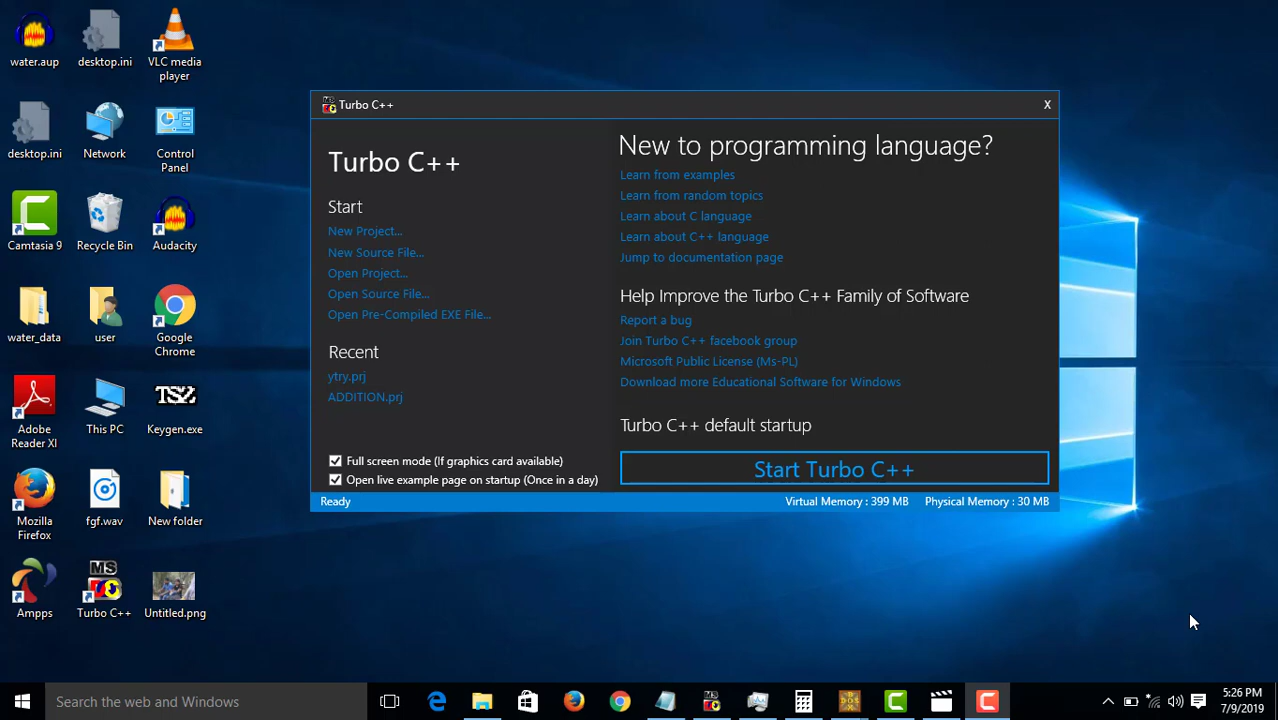 water.aup
desktop.ini
VLC media
player
desktop.ini
Network
Control
Panel
Camtasia 9
Recycle Bin
Audacity
water_data
user
Google
Chrome
Adobe
Reader XI
This PC
TSZ
Keygen.exe
Mozilla
Firefox
fgf.wav
New folder
Ampps
MS
Turbo C++
Untitled.png
Turbo C++
X
Turbo C++
Start
New Project...
New Source File...
Open Project...
Open Source File...
Open Pre-Compiled EXE File...
Recent
ytry.prj
ADDITION.prj
Full screen mode (If graphics card available)
Open live example page on startup (Once in a day)
New to programming language?
Learn from examples
Learn from random topics
Learn about C language
Learn about C++ language
Jump to documentation page
Help Improve the Turbo C++ Family of Software
Report a bug
Join Turbo C++ facebook group
Microsoft Public License (Ms-PL)
Download more Educational Software for Windows
Turbo C++ default startup
Start Turbo C++
Ready
Virtual Memory : 399 MB
Physical Memory : 30 MB
Search the web and Windows
5:26 PM
7/9/2019